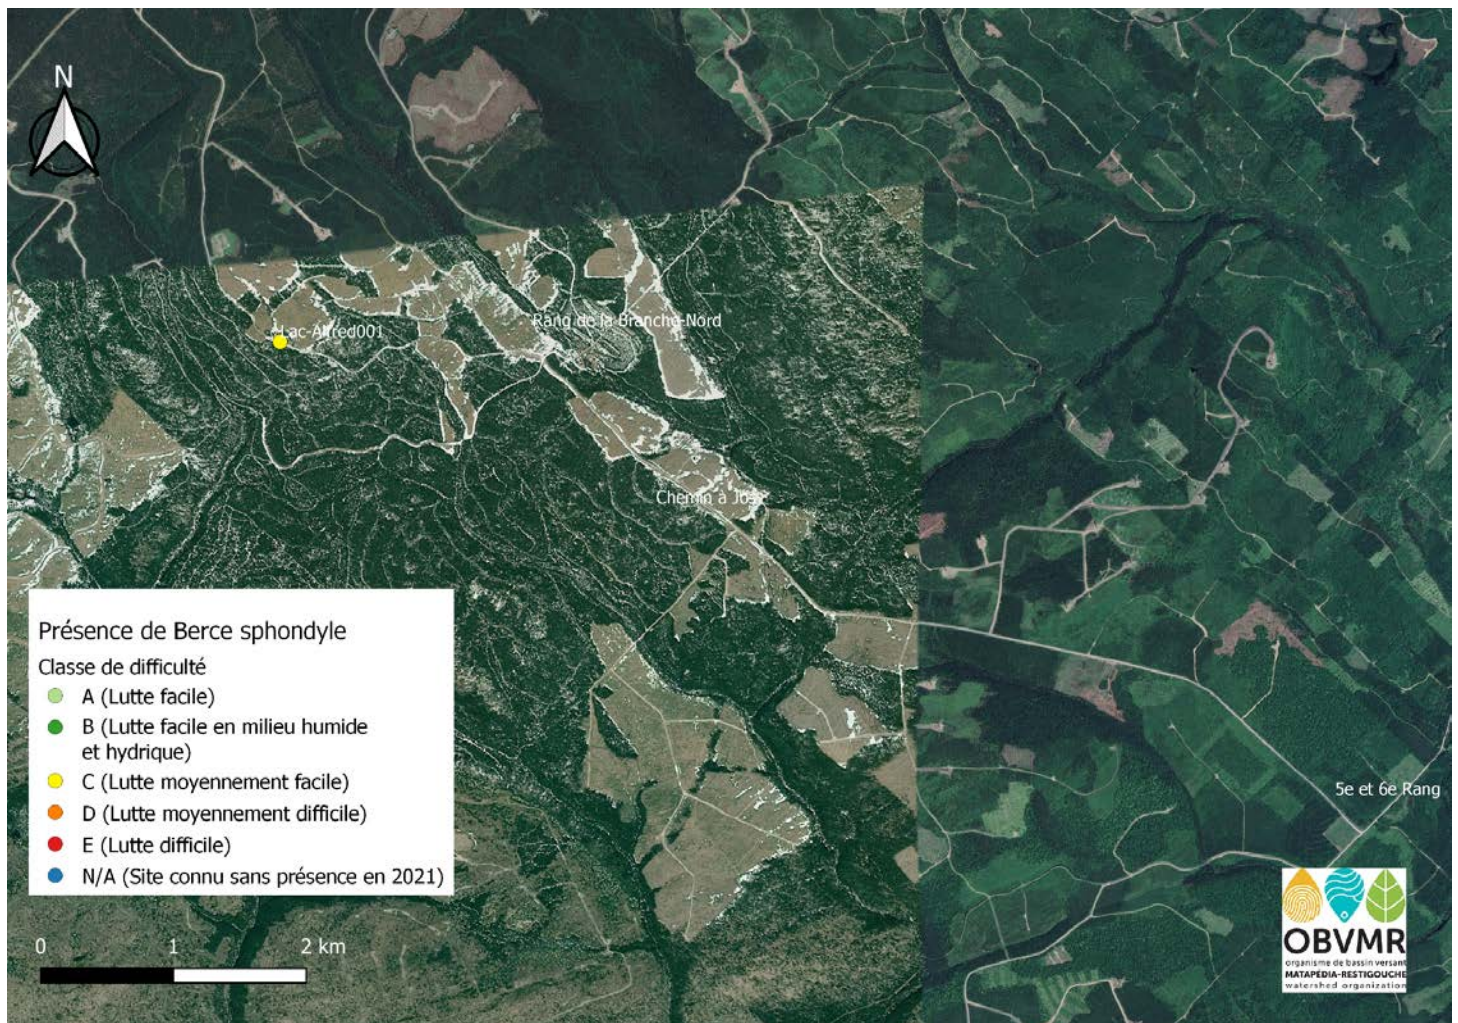 N
Lac-Alfred001
Rang de la Branche-Nord
Chemin à
Présence de Berce sphondyle
Classe de difficulté
A (Lutte facile)
B (Lutte facile en milieu humide
et hydrique)
C (Lutte moyennement facile)
D (Lutte moyennement difficile)
E (Lutte difficile)
N/A (Site connu sans présence en 2021)
5e et 6e Rang
0 1 2 km
OBVMR
organisme de bassin versant
MATAPÉDIA-RESTIGOUCHE
watershed organization